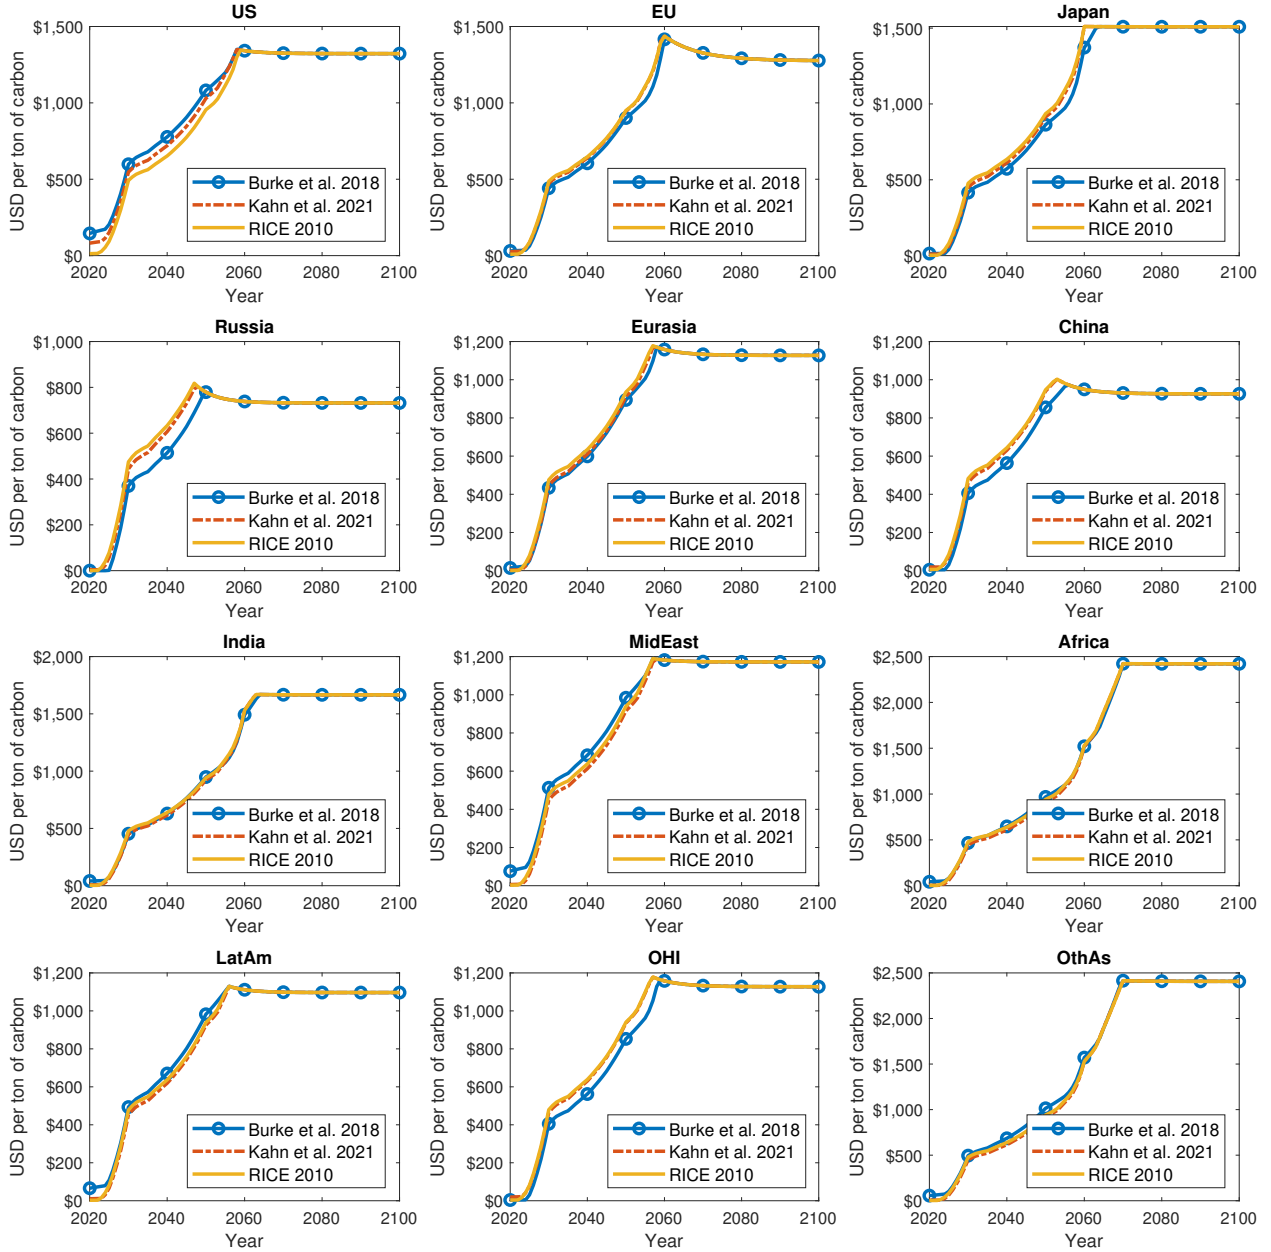 US
USD per ton of carbon
$1,500
$1,000
$500
$0
2020 2040 2060 2080 2100
Year
Burke et al. 2018
Kahn et al. 2021
RICE 2010
EU
USD per ton of carbon
$1,500
$1,000
$500
$0
2020 2040 2060 2080 2100
Year
Burke et al. 2018
Kahn et al. 2021
RICE 2010
Japan
USD per ton of carbon
$1,500
$1,000
$500
$0
2020 2040 2060 2080 2100
Year
Burke et al. 2018
Kahn et al. 2021
RICE 2010
Russia
USD per ton of carbon
$1,000
$800
$600
$400
$200
$0
2020 2040 2060 2080 2100
Year
Burke et al. 2018
Kahn et al. 2021
RICE 2010
Eurasia
USD per ton of carbon
$1,200
$1,000
$800
$600
$400
$200
$0
2020 2040 2060 2080 2100
Year
Burke et al. 2018
Kahn et al. 2021
RICE 2010
China
USD per ton of carbon
$1,200
$1,000
$800
$600
$400
$200
$0
2020 2040 2060 2080 2100
Year
Burke et al. 2018
Kahn et al. 2021
RICE 2010
India
USD per ton of carbon
$2,000
$1,500
$1,000
$500
$0
2020 2040 2060 2080 2100
Year
Burke et al. 2018
Kahn et al. 2021
RICE 2010
MidEast
USD per ton of carbon
$1,200
$1,000
$800
$600
$400
$200
$0
2020 2040 2060 2080 2100
Year
Burke et al. 2018
Kahn et al. 2021
RICE 2010
Africa
USD per ton of carbon
$2,500
$2,000
$1,500
$1,000
$500
$0
2020 2040 2060 2080 2100
Year
Burke et al. 2018
Kahn et al. 2021
RICE 2010
LatAm
USD per ton of carbon
$1,200
$1,000
$800
$600
$400
$200
$0
2020 2040 2060 2080 2100
Year
Burke et al. 2018
Kahn et al. 2021
RICE 2010
OHI
USD per ton of carbon
$1,200
$1,000
$800
$600
$400
$200
$0
2020 2040 2060 2080 2100
Year
Burke et al. 2018
Kahn et al. 2021
RICE 2010
OthAs
USD per ton of carbon
$2,500
$2,000
$1,500
$1,000
$500
$0
2020 2040 2060 2080 2100
Year
Burke et al. 2018
Kahn et al. 2021
RICE 2010